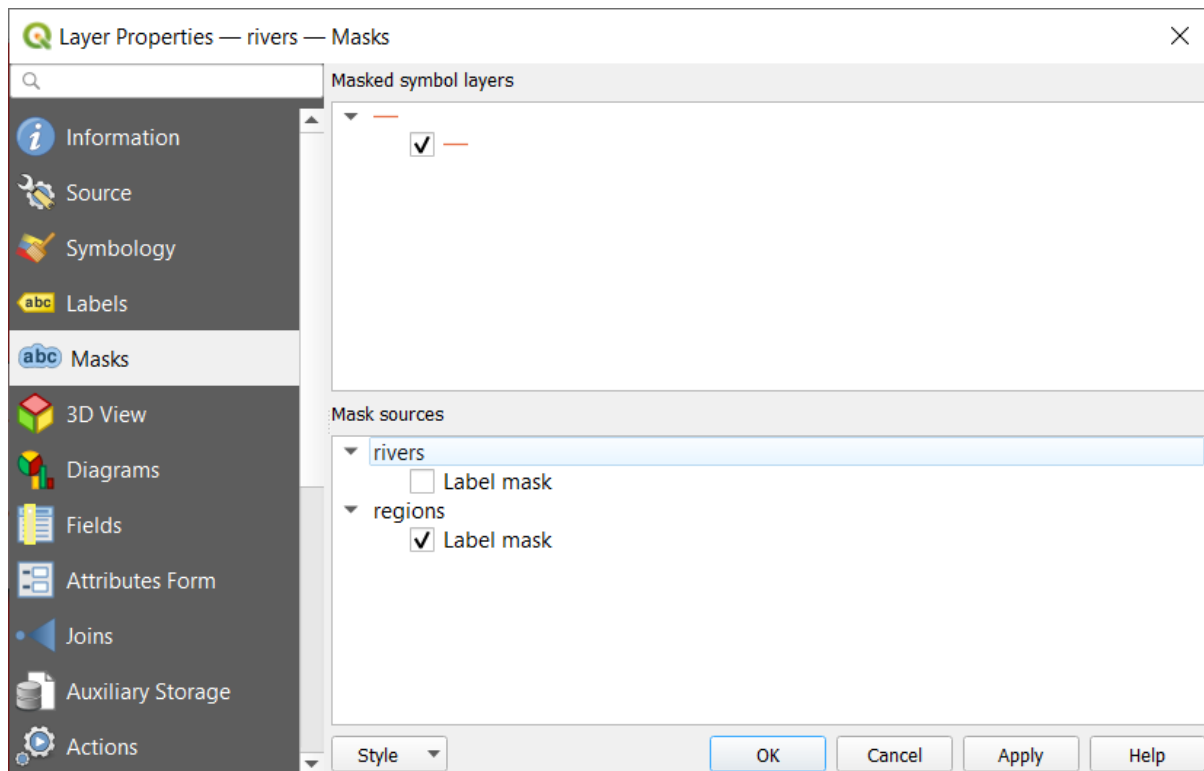 Layer Properties — rivers — Masks
Information
Source
Symbology
abc Labels
abc Masks
3D View
Diagrams
Fields
Attributes Form
Joins
Auxiliary Storage
Actions
Masked symbol layers
Mask sources
rivers
Label mask
regions
Label mask
Style
OK
Cancel
Apply
Help